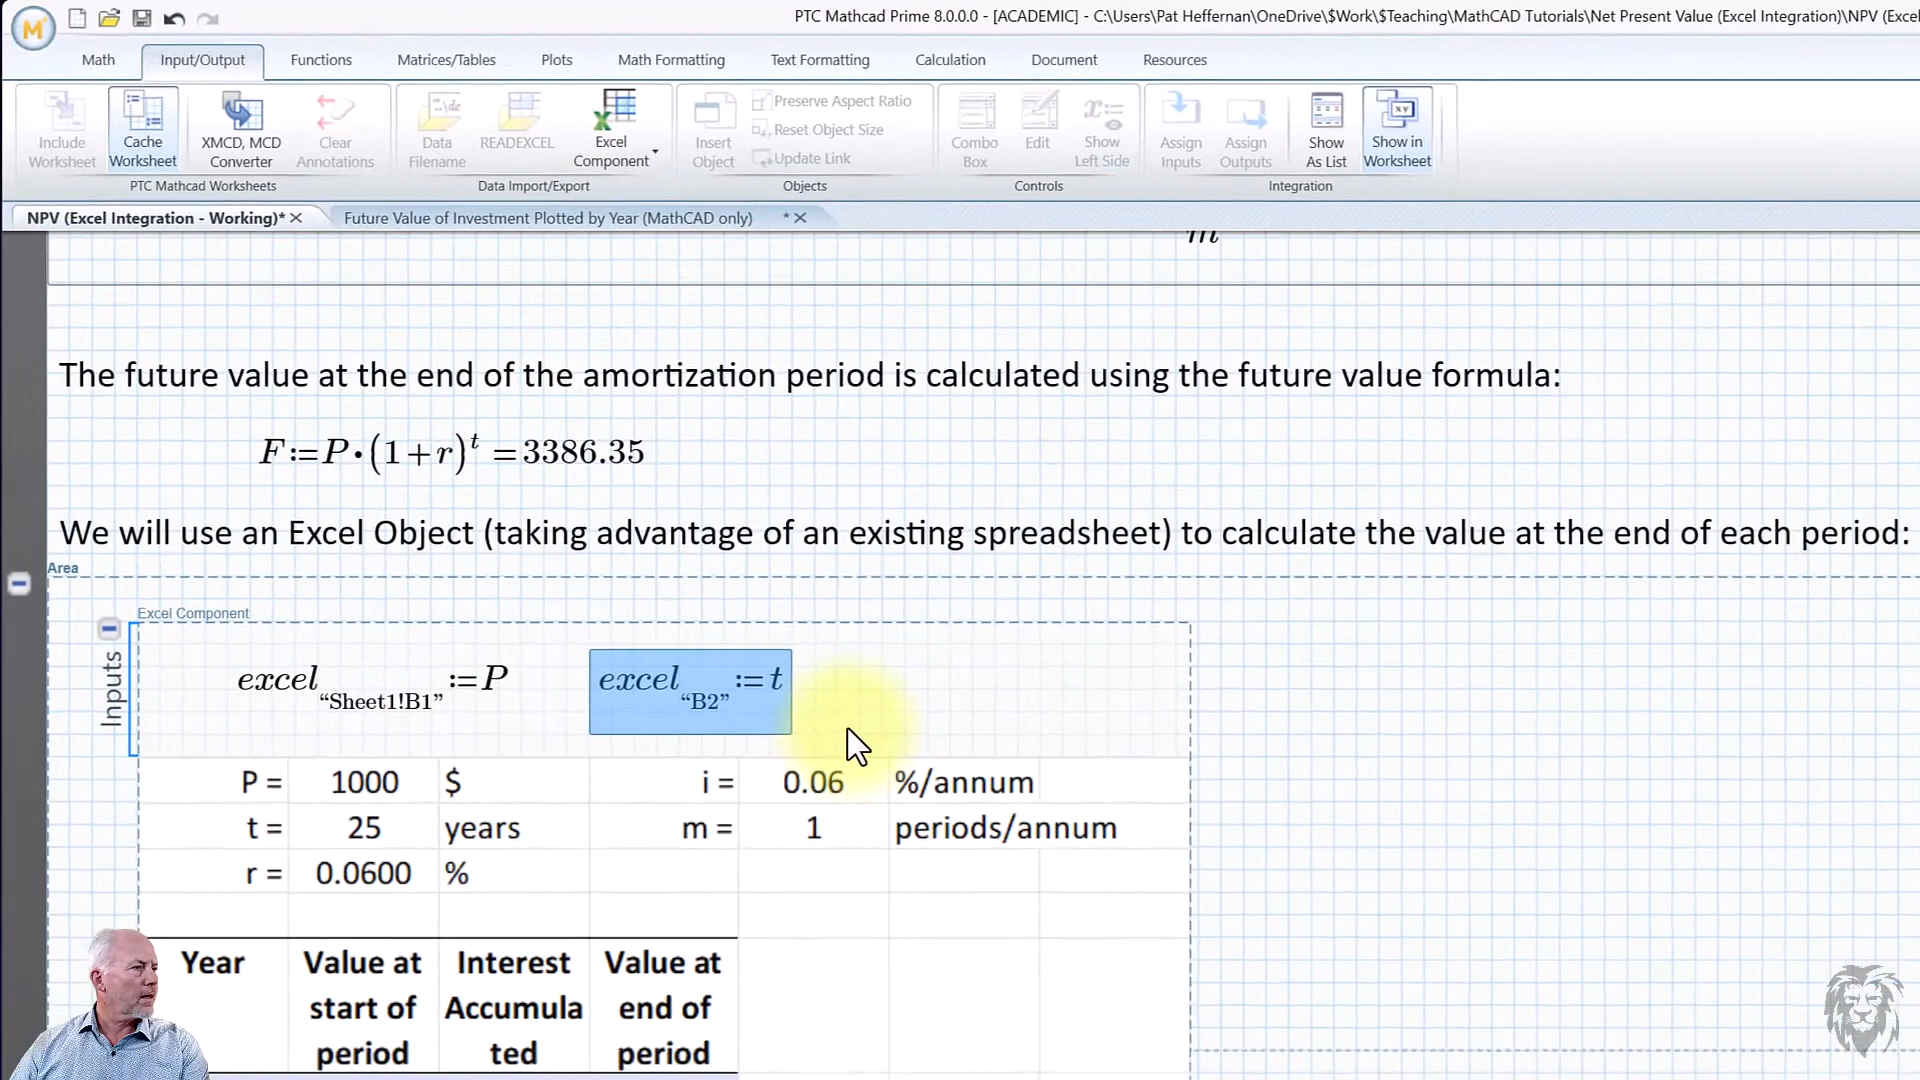 PTC Mathcad Prime 8.0.0.0 - [ACADEMIC] - C:\Users\Pat Heffernan\OneDrive\$Work\$Teaching\MathCAD Tutorials\Net Present Value (Excel Integration)\NPV (Excel
Math Input/Output Functions Matrices/Tables Plots Math Formatting Text Formatting Calculation Document Resources
Include Worksheet
Cache Worksheet
XMCD, MCD Converter
Clear Annotations
PTC Mathcad Worksheets
Data Filename
READEXCEL
Excel Component
Data Import/Export
Insert Object
Preserve Aspect Ratio
Reset Object Size
Update Link
Objects
Combo Box
Edit
Show Left Side
Controls
Assign Inputs
Assign Outputs
Show As List
Show in Worksheet
Integration
NPV (Excel Integration - Working)* Future Value of Investment Plotted by Year (MathCAD only) *
m
The future value at the end of the amortization period is calculated using the future value formula:
F:=P•(1+r)^t =3386.35
We will use an Excel Object (taking advantage of an existing spreadsheet) to calculate the value at the end of each period:
Area
Excel Component
Inputs
excel“Sheet1!B1” :=P excel“B2” :=t
P = 1000 $ i = 0.06 %/annum
t = 25 years m = 1 periods/annum
r = 0.0600 %
Year Value at Interest Value at
start of Accumula end of
period ted period